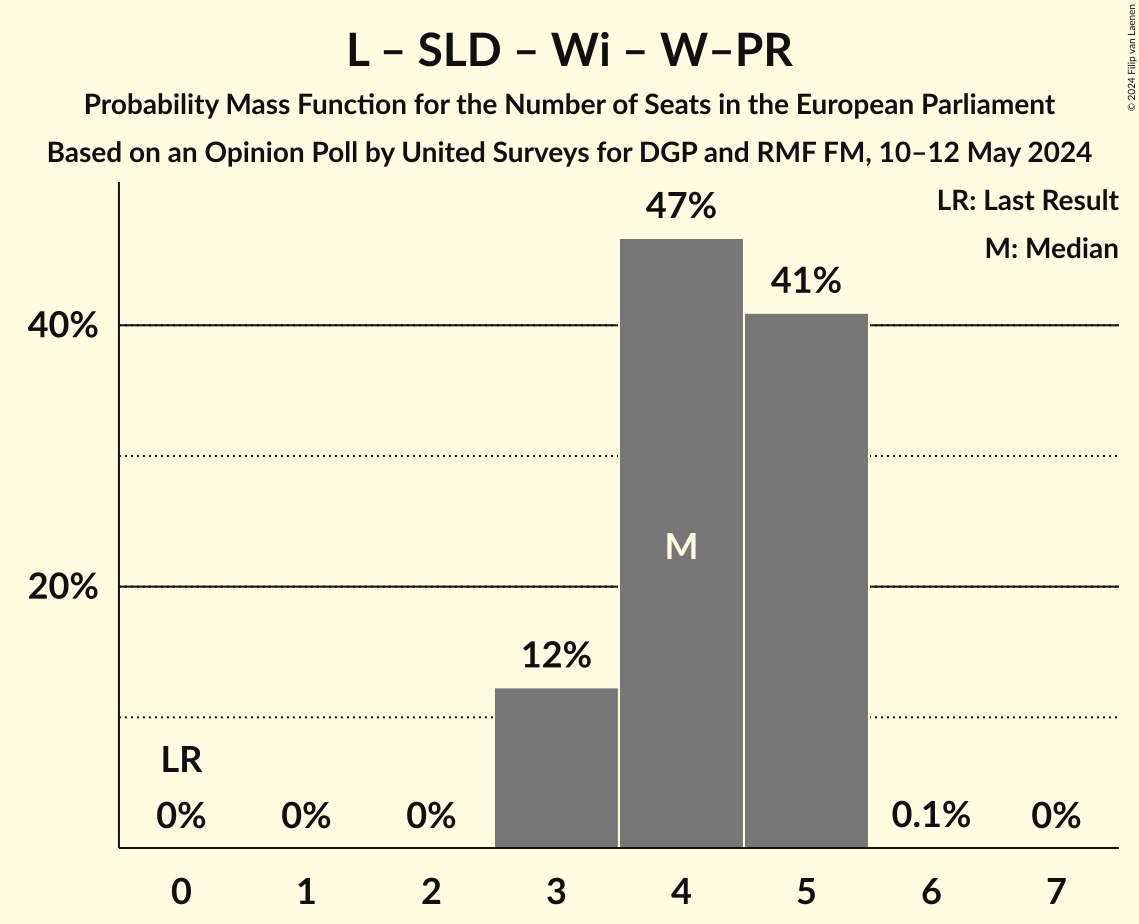 L – SLD – Wi – W–PR
Probability Mass Function for the Number of Seats in the European Parliament
Based on an Opinion Poll by United Surveys for DGP and RMF FM, 10–12 May 2024
© 2024 Filip van Laenen
LR: Last Result
M: Median
47%
41%
40%
M
20%
12%
LR
0% 0% 0% 0.1% 0%
0 1 2 3 4 5 6 7